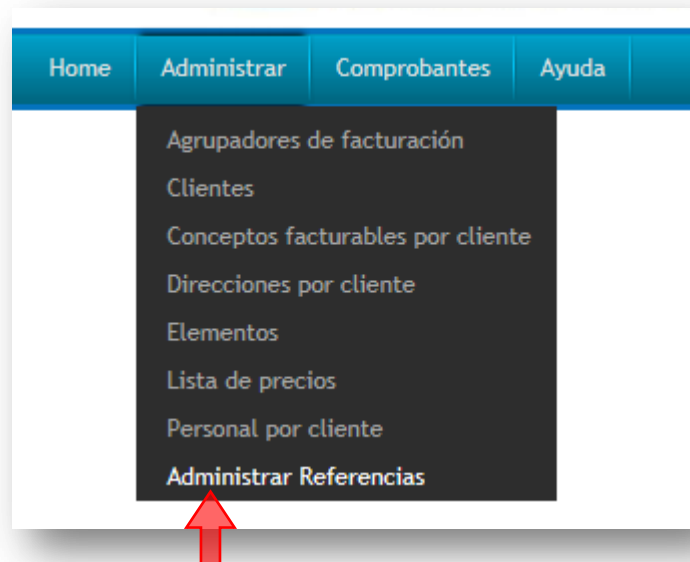 Home Administrar Comprobantes Ayuda
Agrupadores de facturación
Clientes
Conceptos facturables por cliente
Direcciones por cliente
Elementos
Lista de precios
Personal por cliente
Administrar Referencias